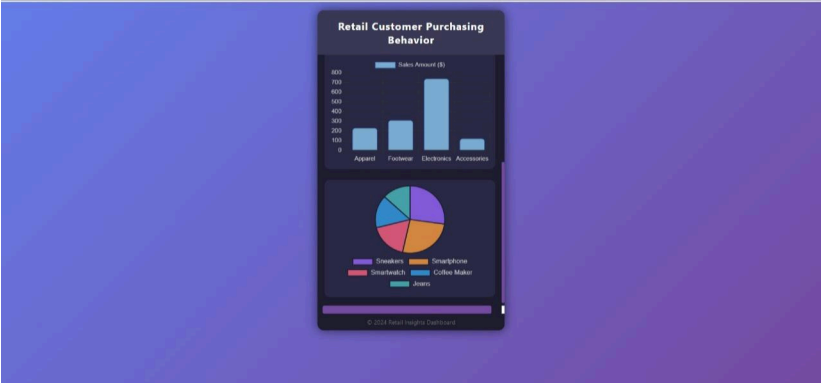 Retail Customer Purchasing
Behavior
Sales Amount ($)
800
700
600
500
400
300
200
100
0
Apparel Footwear Electronics Accessories
Sneakers Smartphone
Smartwatch Coffee Maker
Jeans
© 2024 Retail Insights Dashboard